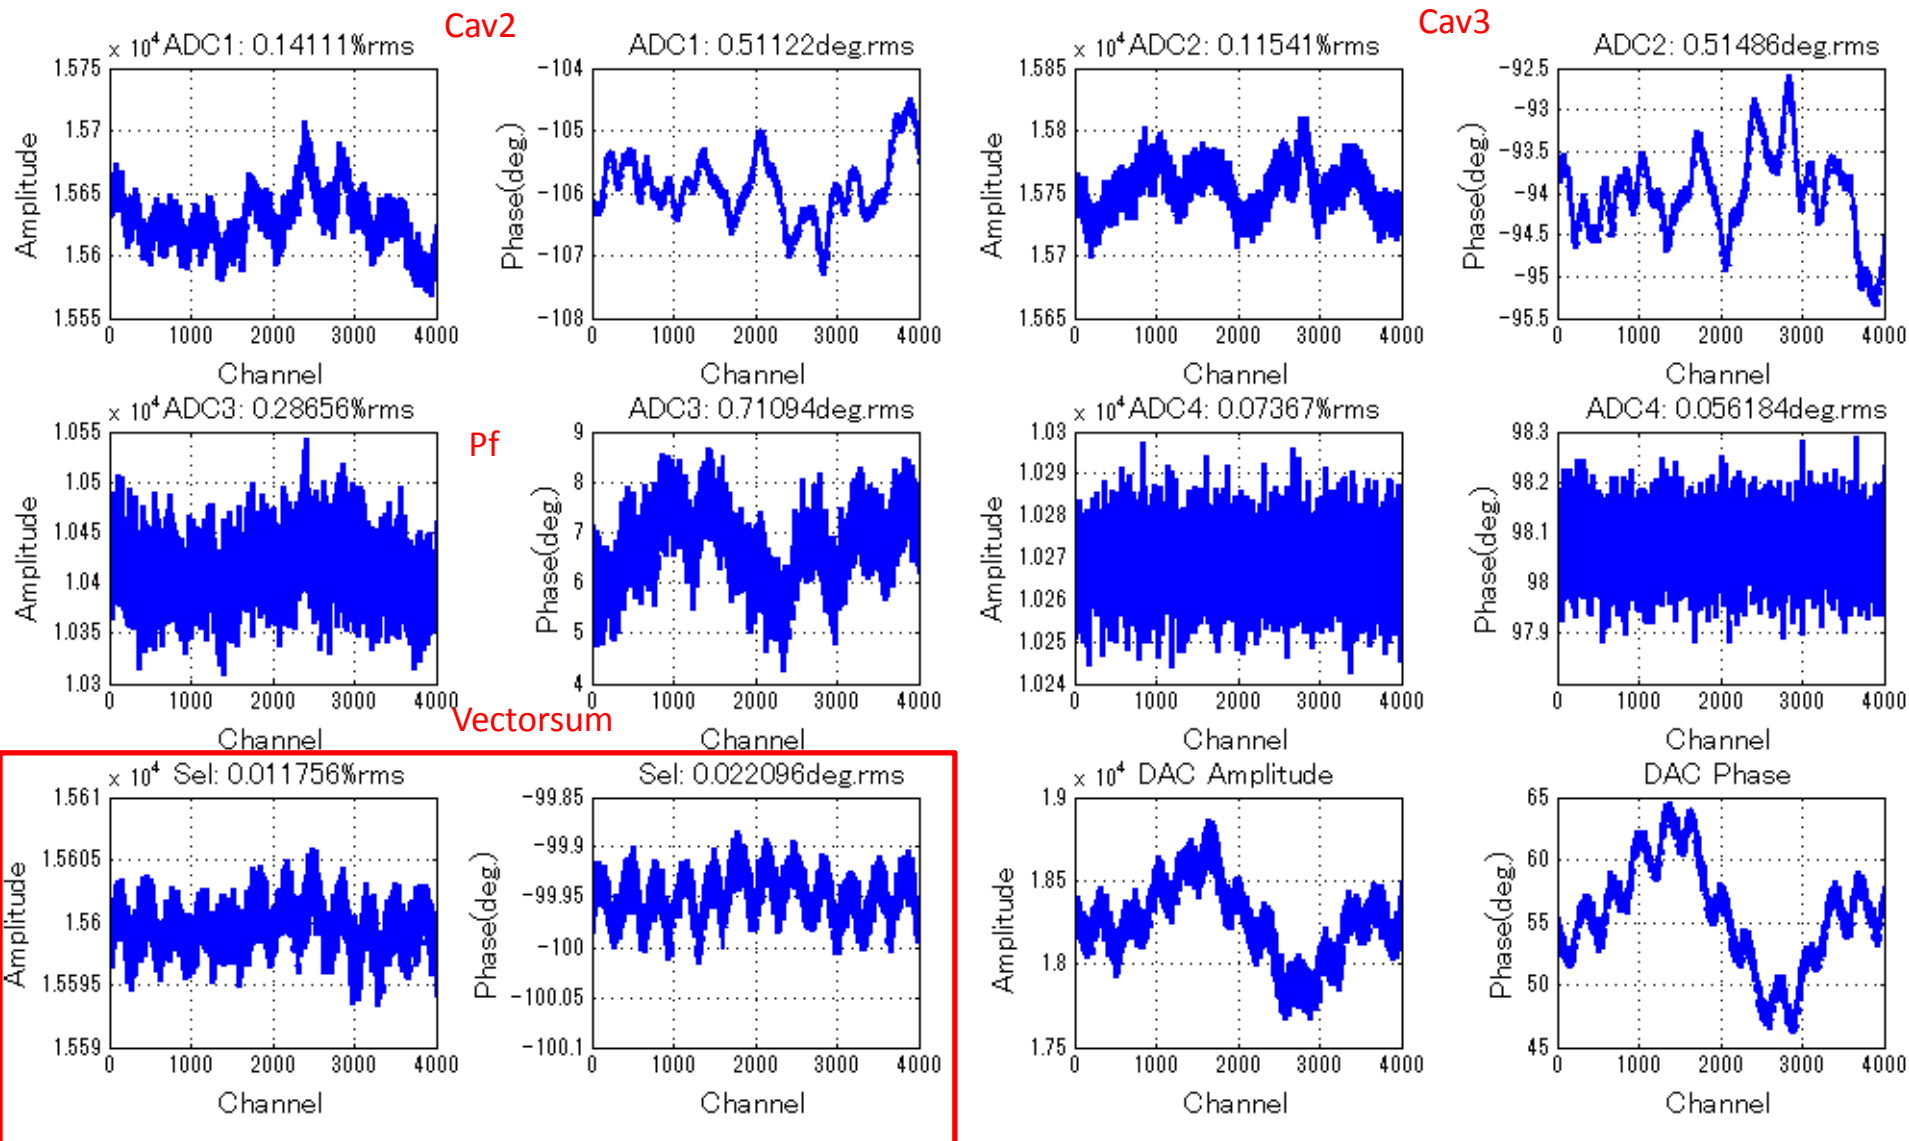 Cav2
Cav3
× 10⁴ ADC1: 0.14111%rms
1.575
1.57
1.565
1.56
1.555
Amplitude
0 1000 2000 3000 4000
Channel
ADC1: 0.51122deg.rms
-104
-105
-106
-107
-108
Phase(deg.)
0 1000 2000 3000 4000
Channel
× 10⁴ ADC2: 0.11541%rms
1.585
1.58
1.575
1.57
1.565
Amplitude
0 1000 2000 3000 4000
Channel
ADC2: 0.51486deg.rms
-92.5
-93
-93.5
-94
-94.5
-95
-95.5
Phase(deg.)
0 1000 2000 3000 4000
Channel
Pf
× 10⁴ ADC3: 0.28656%rms
1.055
1.05
1.045
1.04
1.035
1.03
Amplitude
0 1000 2000 3000 4000
Channel
ADC3: 0.71094deg.rms
9
8
7
6
5
4
Phase(deg.)
0 1000 2000 3000 4000
Channel
× 10⁴ ADC4: 0.07367%rms
1.03
1.029
1.028
1.027
1.026
1.025
1.024
Amplitude
0 1000 2000 3000 4000
Channel
ADC4: 0.056184deg.rms
98.3
98.2
98.1
98
97.9
Phase(deg.)
0 1000 2000 3000 4000
Channel
Vectorsum
× 10⁴ Sel: 0.011756%rms
1.561
1.5605
1.56
1.5595
1.559
Amplitude
0 1000 2000 3000 4000
Channel
Sel: 0.022096deg.rms
-99.85
-99.9
-99.95
-100
-100.05
-100.1
Phase(deg.)
0 1000 2000 3000 4000
Channel
× 10⁴ DAC Amplitude
1.9
1.85
1.8
1.75
Amplitude
0 1000 2000 3000 4000
Channel
DAC Phase
65
60
55
50
45
Phase(deg.)
0 1000 2000 3000 4000
Channel